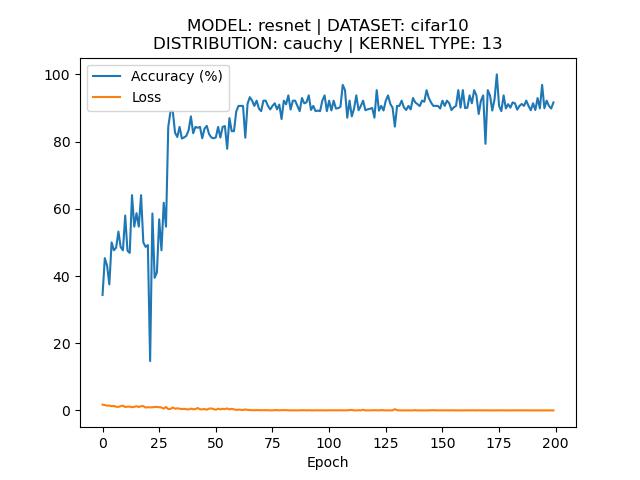 MODEL: resnet | DATASET: cifar10
DISTRIBUTION: cauchy | KERNEL TYPE: 13
Accuracy (%)
Loss
100
80
60
40
20
0
0 25 50 75 100 125 150 175 200
Epoch